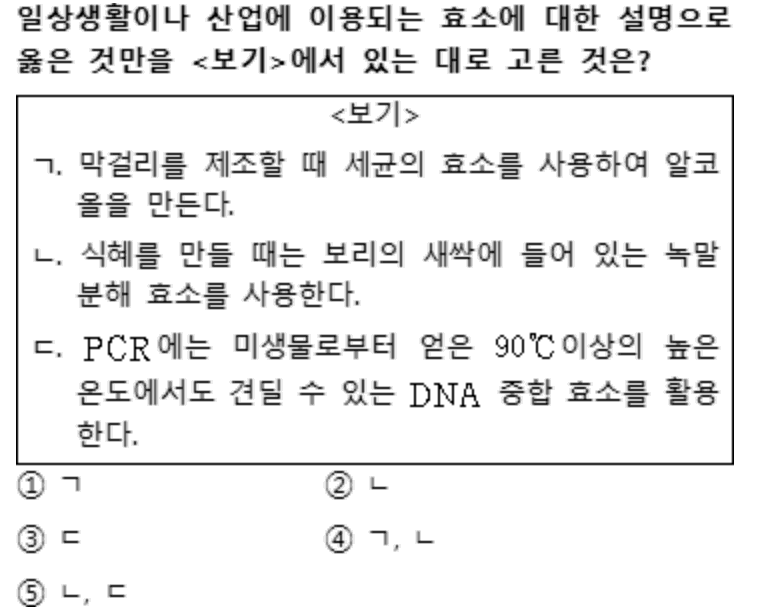 일상생활이나 산업에 이용되는 효소에 대한 설명으로
옳은 것만을 <보기>에서 있는 대로 고른 것은?
<보기>
ㄱ. 막걸리를 제조할 때 세균의 효소를 사용하여 알코
올을 만든다.
ㄴ. 식혜를 만들 때는 보리의 새싹에 들어 있는 녹말
분해 효소를 사용한다.
ㄷ. PCR에는 미생물로부터 얻은 90℃이상의 높은
온도에서도 견딜 수 있는 DNA 중합 효소를 활용
한다.
① ㄱ ② ㄴ
③ ㄷ ④ ㄱ, ㄴ
⑤ ㄴ, ㄷ